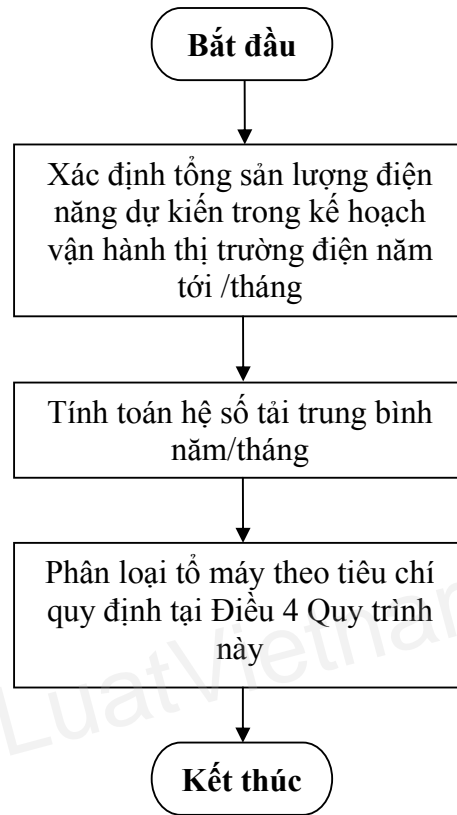 Bắt đầu
Xác định tổng sản lượng điện
năng dự kiến trong kế hoạch
vận hành thị trường điện năm
tới /tháng
Tính toán hệ số tải trung bình
năm/tháng
Phân loại tổ máy theo tiêu chí
quy định tại Điều 4 Quy trình
này
LuatVietnam
Kết thúc